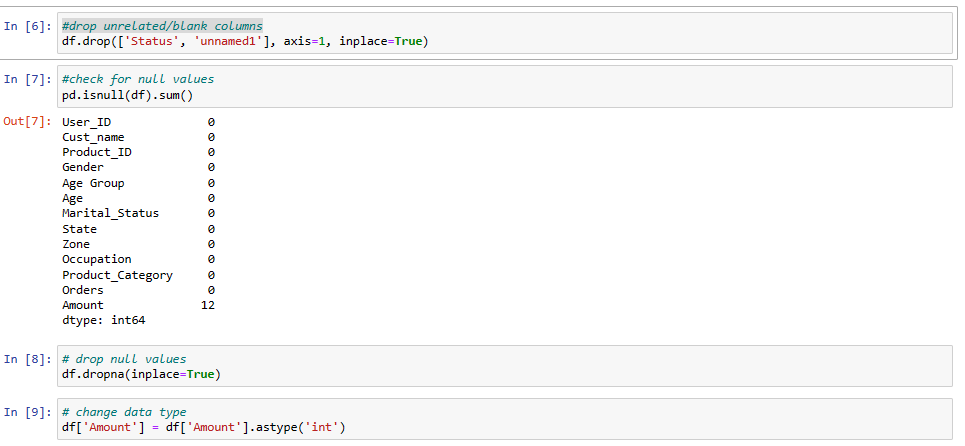 In [6]: #drop unrelated/blank columns
df.drop(['Status', 'unnamed1'], axis=1, inplace=True)
In [7]: #check for null values
pd.isnull(df).sum()
Out[7]: User_ID 0
Cust_name 0
Product_ID 0
Gender 0
Age Group 0
Age 0
Marital_Status 0
State 0
Zone 0
Occupation 0
Product_Category 0
Orders 0
Amount 12
dtype: int64
In [8]: # drop null values
df.dropna(inplace=True)
In [9]: # change data type
df['Amount'] = df['Amount'].astype('int')